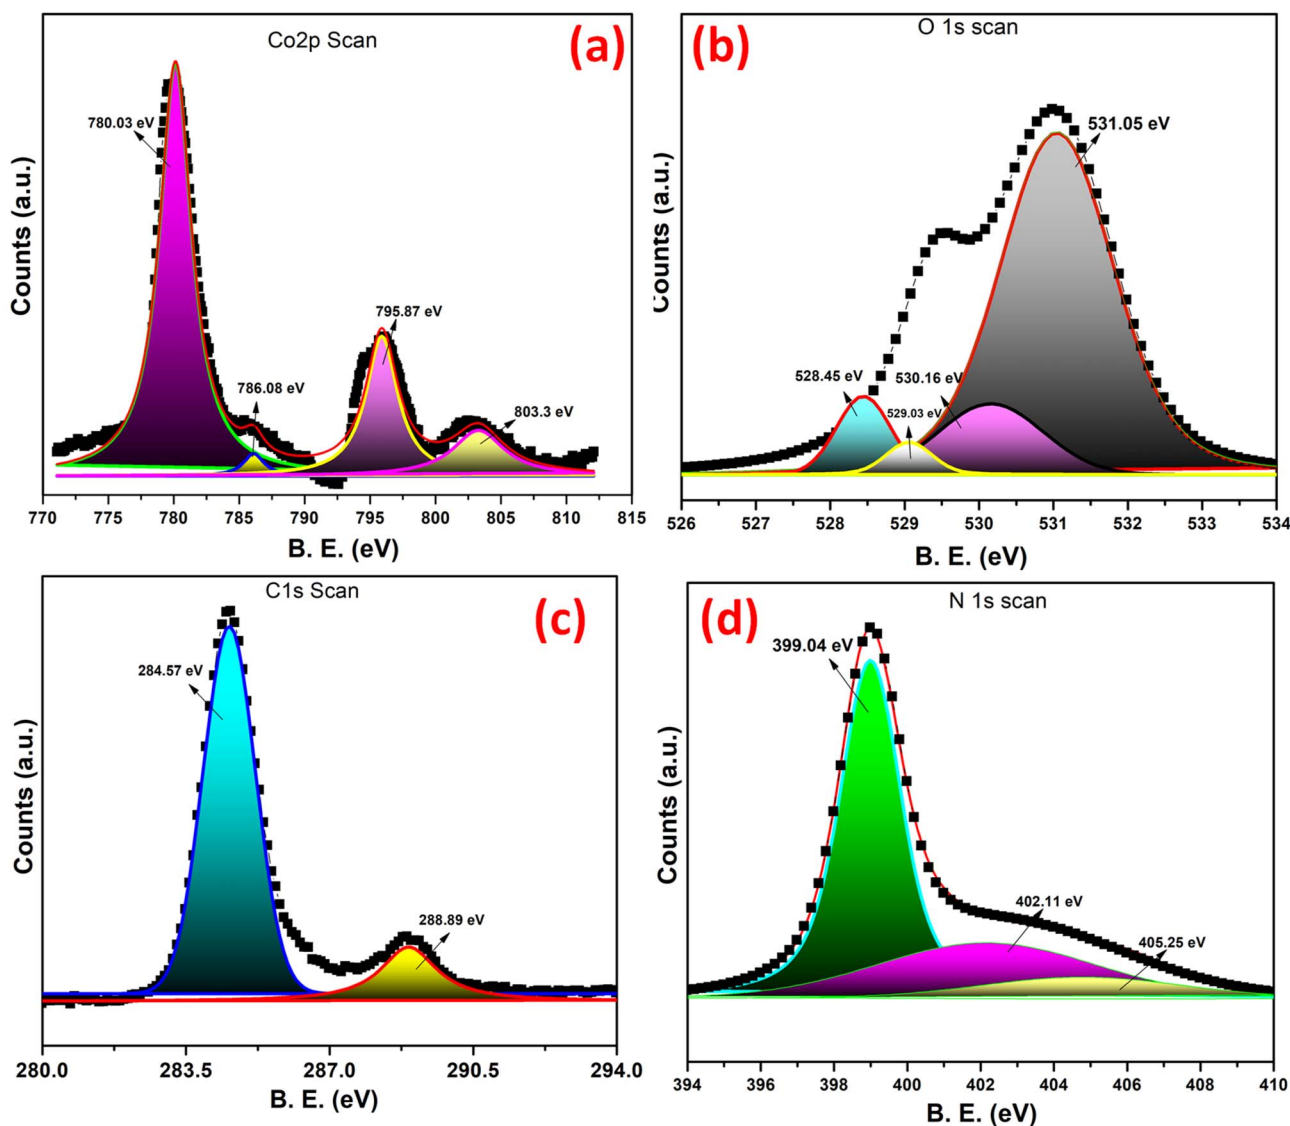 Co2p Scan
(a)
780.03 eV
786.08 eV
795.87 eV
803.3 eV
Counts (a.u.)
770 775 780 785 790 795 800 805 810 815
B. E. (eV)
(b)
O 1s scan
531.05 eV
528.45 eV
530.16 eV
529.03 eV
Counts (a.u.)
526 527 528 529 530 531 532 533 534
B. E. (eV)
C1s Scan
(c)
284.57 eV
288.89 eV
Counts (a.u.)
280.0 283.5 287.0 290.5 294.0
B. E. (eV)
(d)
N 1s scan
399.04 eV
402.11 eV
405.25 eV
Counts (a.u.)
394 396 398 400 402 404 406 408 410
B. E. (eV)